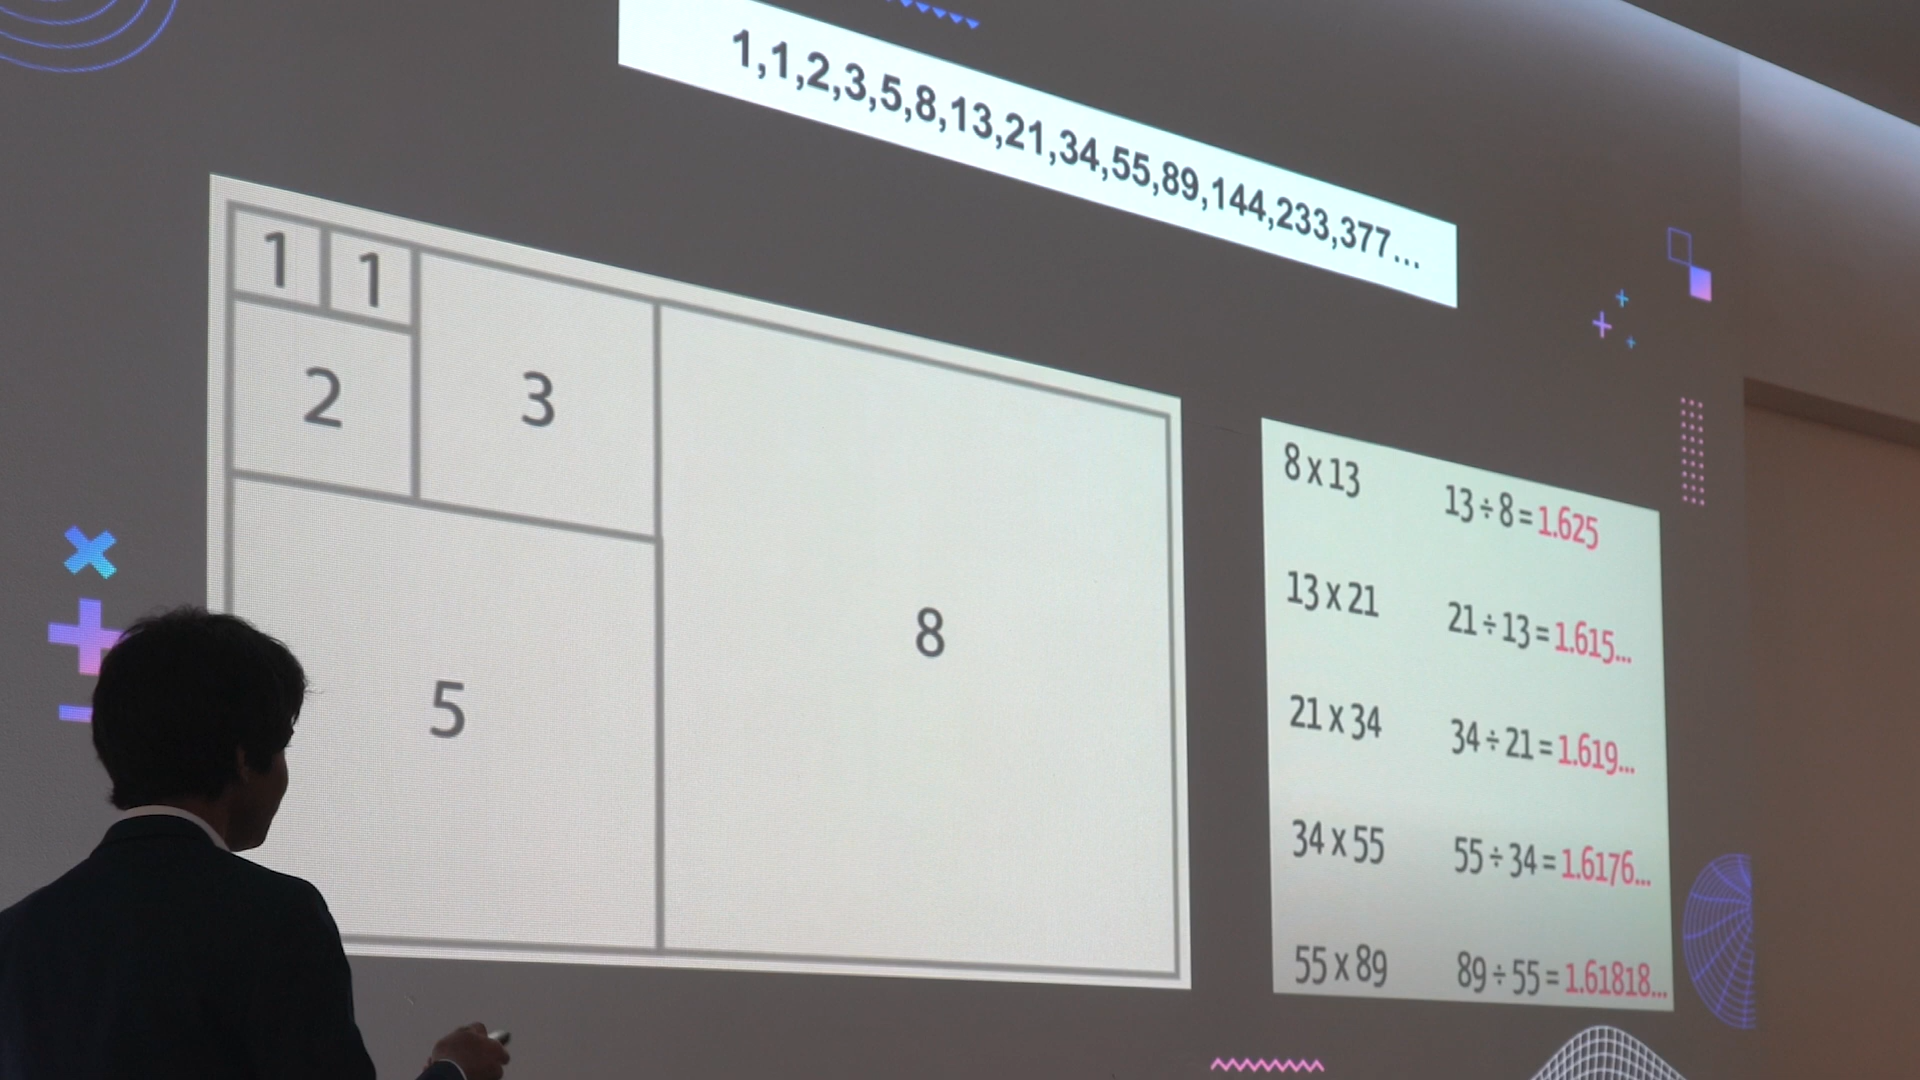 1,1,2,3,5,8,13,21,34,55,89,144,233,377...
1 1
2 3
5 8
8 x 13 13 ÷ 8 = 1.625
13 x 21 21 ÷ 13 = 1.615...
21 x 34 34 ÷ 21 = 1.619...
34 x 55 55 ÷ 34 = 1.6176...
55 x 89 89 ÷ 55 = 1.61818...